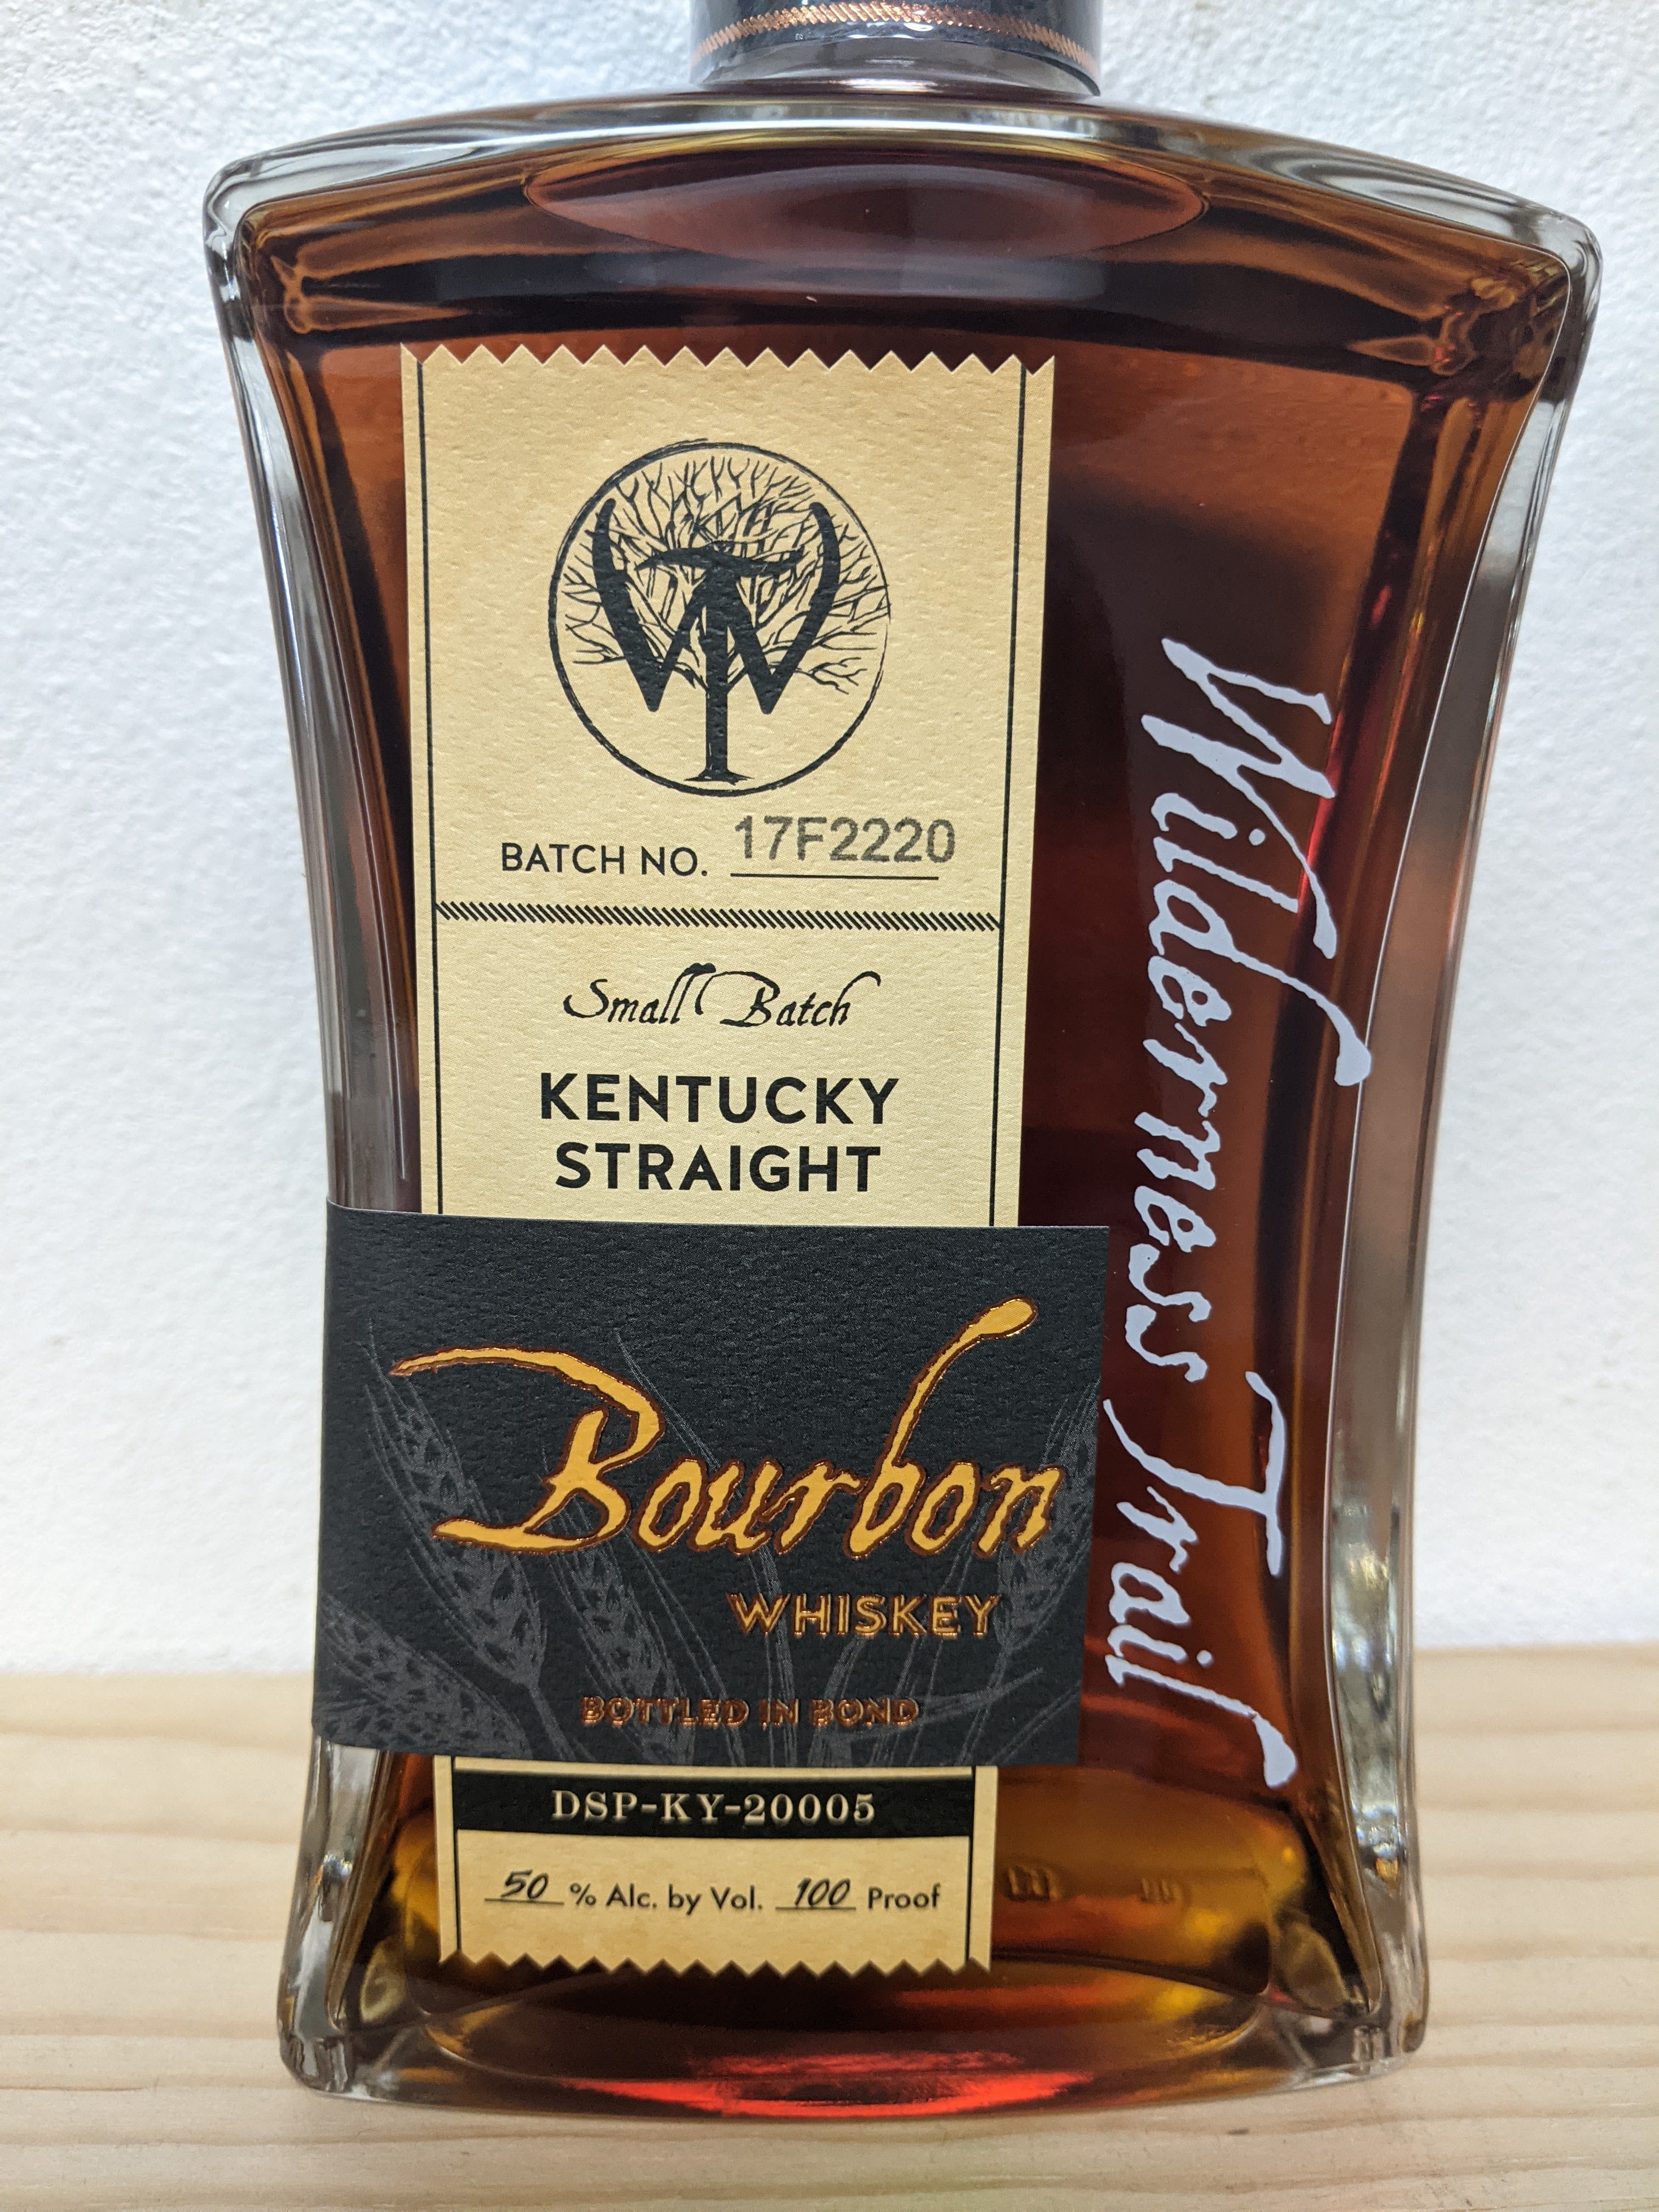 WT
BATCH NO. 17F2220
Small Batch
KENTUCKY
STRAIGHT
Bourbon
WHISKEY
BOTTLED IN BOND
DSP-KY-20005
50 % Alc. by Vol. 100 Proof
Wilderness Trail